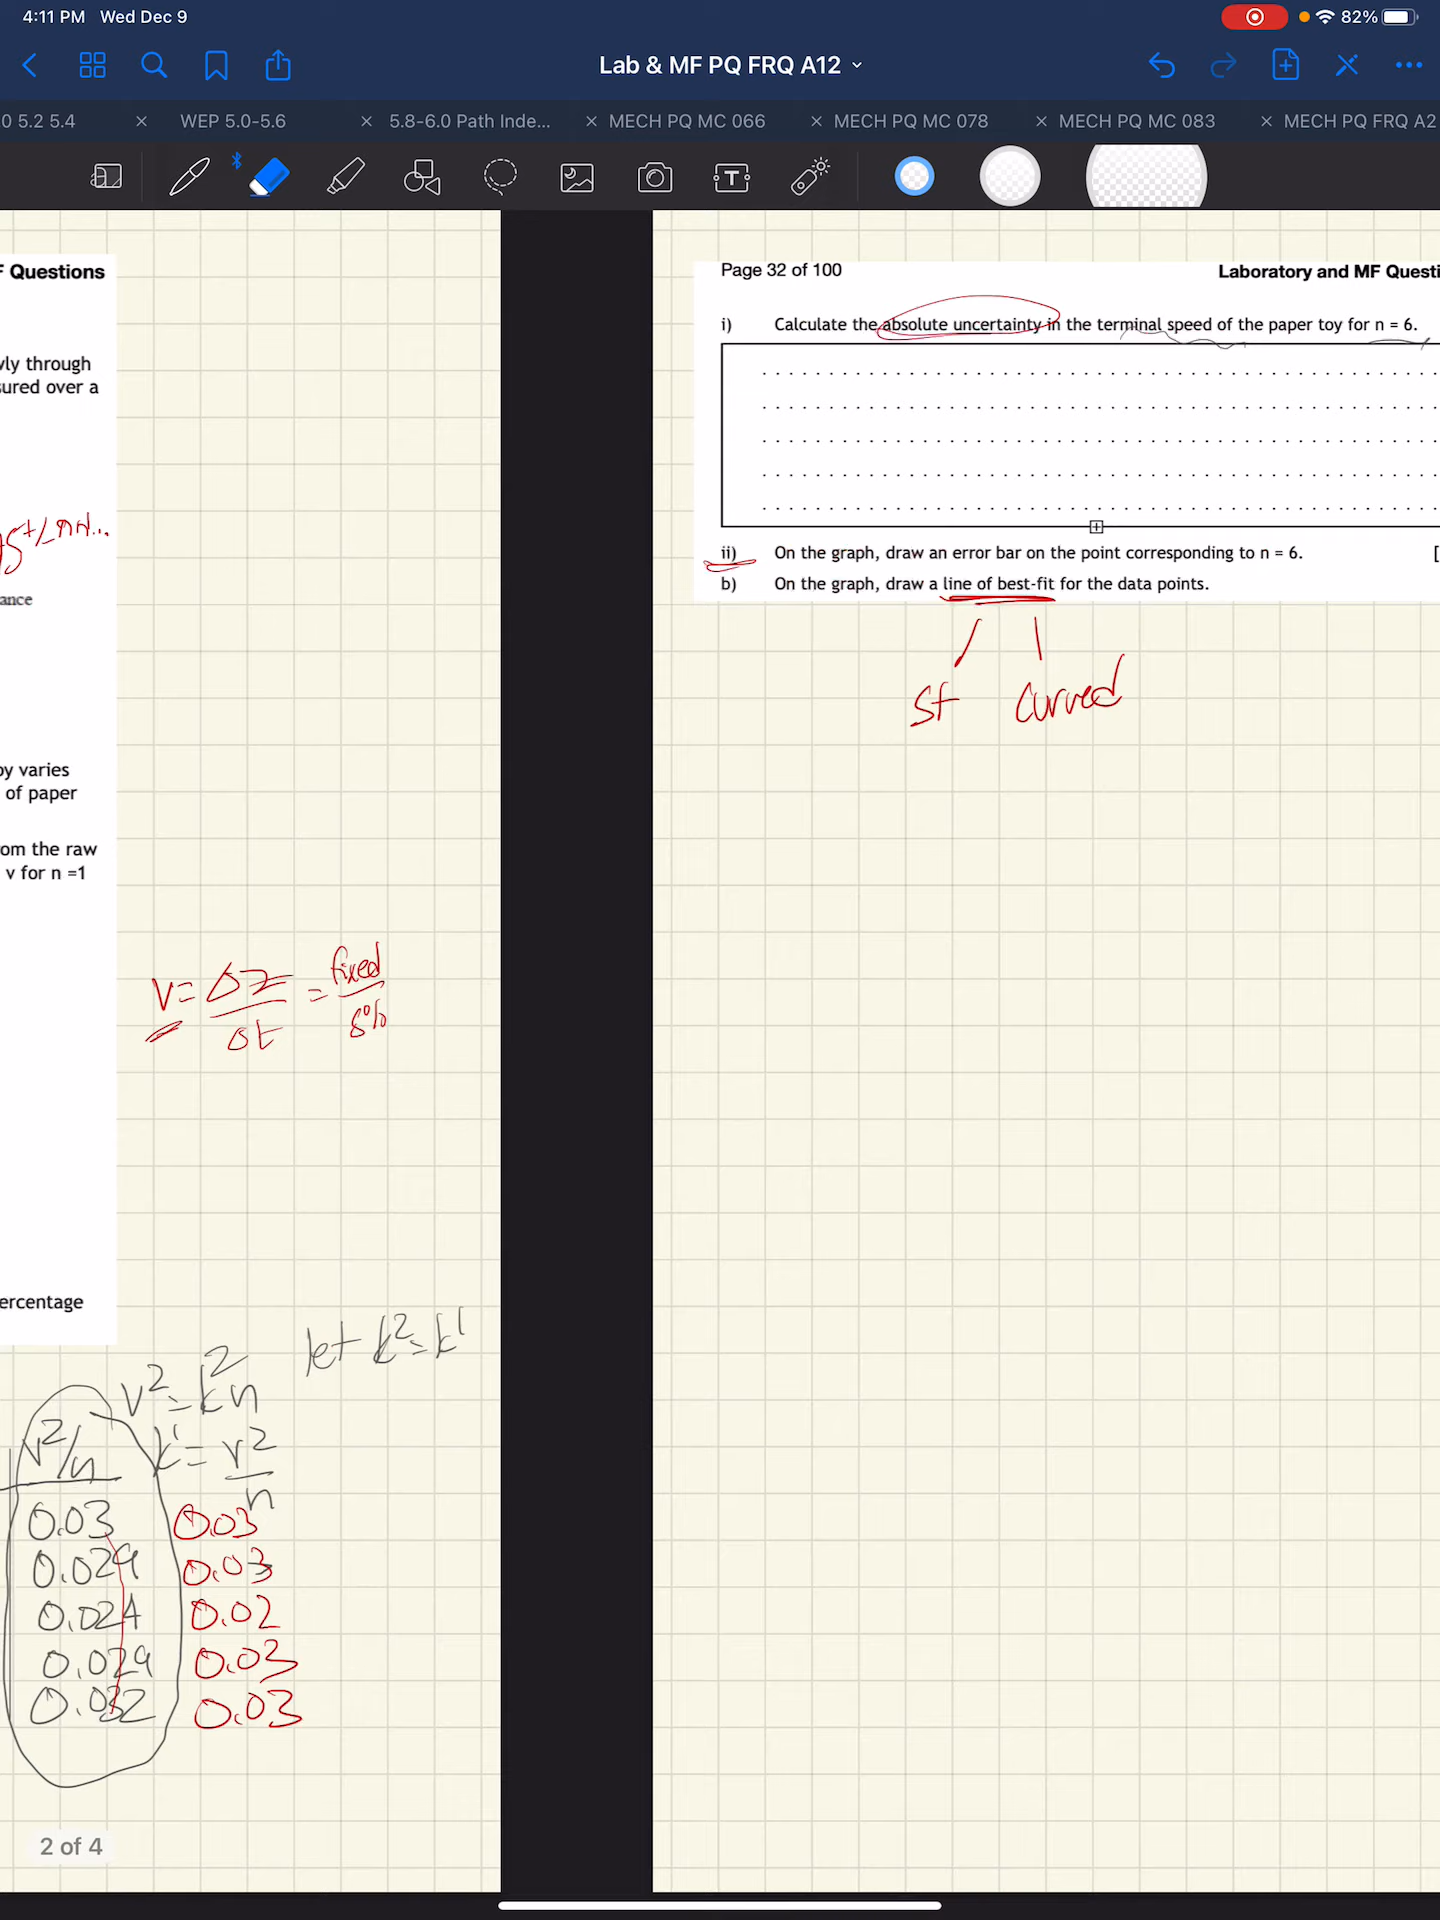 4:11 PM Wed Dec 9
82%
Lab & MF PQ FRQ A12
0 5.2 5.4
WEP 5.0-5.6
5.8-6.0 Path Inde...
MECH PQ MC 066
MECH PQ MC 078
MECH PQ MC 083
MECH PQ FRQ A2
F Questions
vly through
sured over a
ance
by varies
of paper
om the raw
v for n =1
v = Δz/Δt = fixed/8%
ercentage
let k² = k'
v² = k²n
v²/n
k' = v²/n
0.03 0.03
0.029 0.03
0.024 0.02
0.029 0.03
0.032 0.03
2 of 4
Page 32 of 100
Laboratory and MF Questi
i) Calculate the absolute uncertainty in the terminal speed of the paper toy for n = 6.
ii) On the graph, draw an error bar on the point corresponding to n = 6. [
b) On the graph, draw a line of best-fit for the data points.
St curved